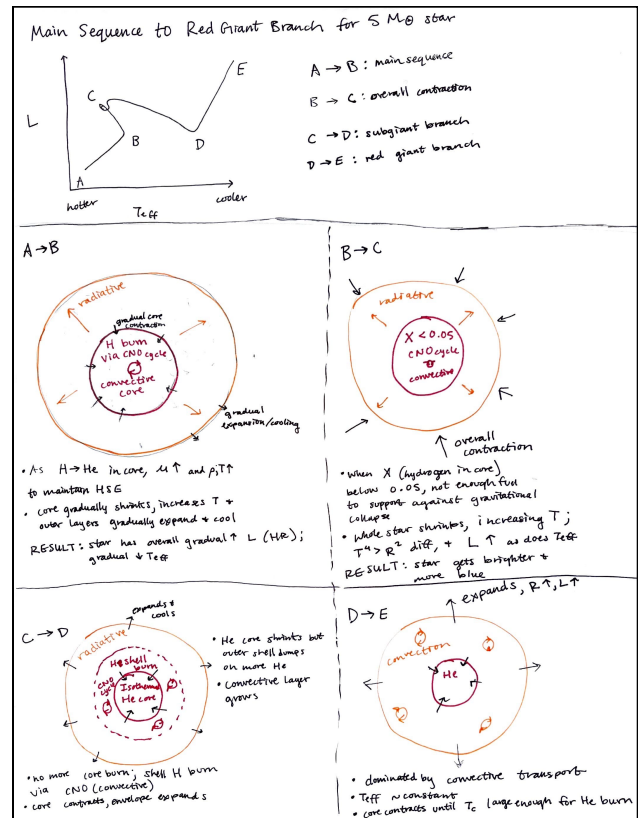 Main Sequence to Red Giant Branch for 5 M⊙ star
L
A
B
C
D
E
hotter
Teff
cooler
A → B : main sequence
B → C : overall contraction
C → D : subgiant branch
D → E : red giant branch
A → B
radiative
gradual core
contraction
H burn
via CNO cycle
convective
core
gradual
expansion/cooling
• As H → He in core, μ↑ and ρ,T↑
to maintain HSE
• core gradually shrinks, increases T +
outer layers gradually expand + cool
RESULT: star has overall gradual ↑ L (HR);
gradual ↓ Teff
B → C
radiative
X < 0.05
CNO cycle
convective
overall
contraction
• when X (hydrogen in core)
below 0.05, not enough fuel
to support against gravitational
collapse
• Whole star shrinks, increasing T;
T⁴ > R² diff, + L ↑ as does Teff
RESULT: star gets brighter +
more blue
C → D
expands +
cools
radiative
shell
burn
CNO
cycle
Isothermal
He core
• He core shrinks but
outer shell dumps
on more He
• Convective layer
grows
• no more core burn; shell H burn
via CNO (convective)
• core contracts, envelope expands
D → E
expands, R↑, L↑
convection
He
• dominated by convective transport
• Teff ~ constant
• core contracts until Tc large enough for He burn